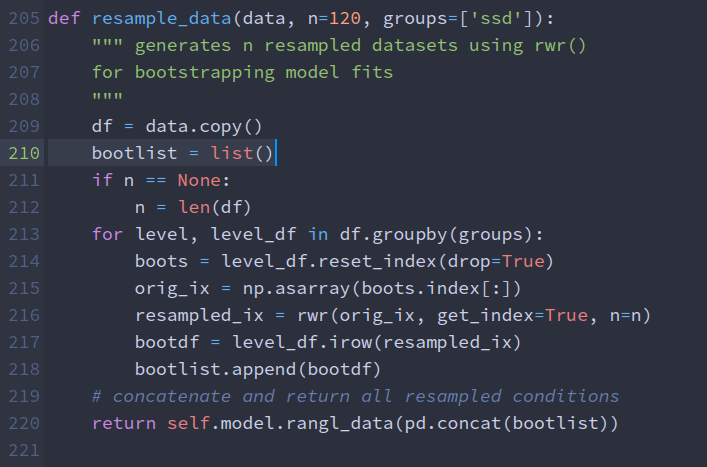 205 def resample_data(data, n=120, groups=['ssd']):
206     """ generates n resampled datasets using rwr()
207     for bootstrapping model fits
208     """
209     df = data.copy()
210     bootlist = list()
211     if n == None:
212         n = len(df)
213     for level, level_df in df.groupby(groups):
214         boots = level_df.reset_index(drop=True)
215         orig_ix = np.asarray(boots.index[:])
216         resampled_ix = rwr(orig_ix, get_index=True, n=n)
217         bootdf = level_df.irow(resampled_ix)
218         bootlist.append(bootdf)
219     # concatenate and return all resampled conditions
220     return self.model.rangl_data(pd.concat(bootlist))
221